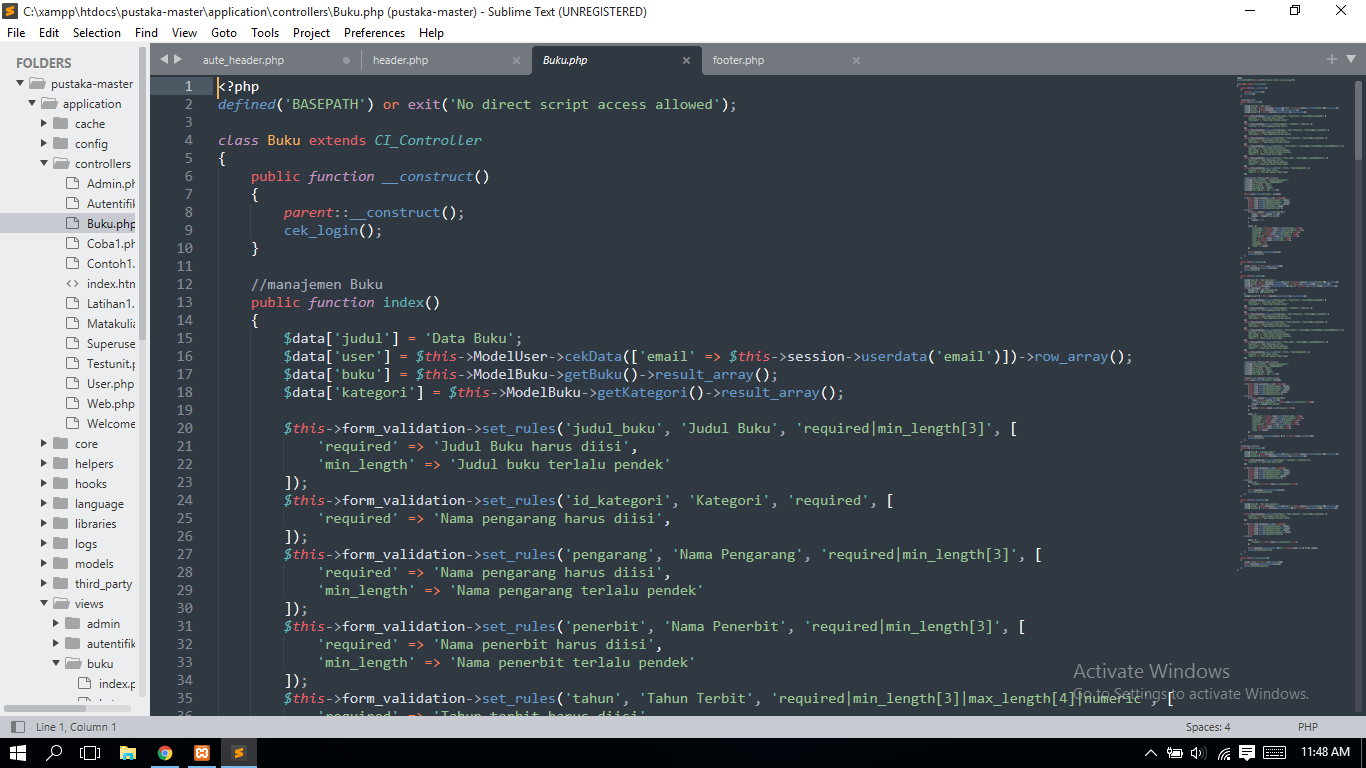 C:\xampp\htdocs\pustaka-master\application\controllers\Buku.php (pustaka-master) - Sublime Text (UNREGISTERED)
File Edit Selection Find View Goto Tools Project Preferences Help
FOLDERS
pustaka-master
application
cache
config
controllers
Admin.ph
Autentifil
Buku.php
Coba1.ph
Contoh1.
index.htn
Latihan1.
Matakulia
Superuse
Testunit.p
User.php
Web.php
Welcome
core
helpers
hooks
language
libraries
logs
models
third_party
views
admin
autentifik
buku
index.p
aute_header.php header.php Buku.php footer.php
1 <?php
2 defined('BASEPATH') or exit('No direct script access allowed');
3
4 class Buku extends CI_Controller
5 {
6 public function __construct()
7 {
8 parent::__construct();
9 cek_login();
10 }
11
12 //manajemen Buku
13 public function index()
14 {
15 $data['judul'] = 'Data Buku';
16 $data['user'] = $this->ModelUser->cekData(['email' => $this->session->userdata('email')])->row_array();
17 $data['buku'] = $this->ModelBuku->getBuku()->result_array();
18 $data['kategori'] = $this->ModelBuku->getKategori()->result_array();
19
20 $this->form_validation->set_rules('judul_buku', 'Judul Buku', 'required|min_length[3]', [
21 'required' => 'Judul Buku harus diisi',
22 'min_length' => 'Judul buku terlalu pendek'
23 ]);
24 $this->form_validation->set_rules('id_kategori', 'Kategori', 'required', [
25 'required' => 'Nama pengarang harus diisi',
26 ]);
27 $this->form_validation->set_rules('pengarang', 'Nama Pengarang', 'required|min_length[3]', [
28 'required' => 'Nama pengarang harus diisi',
29 'min_length' => 'Nama pengarang terlalu pendek'
30 ]);
31 $this->form_validation->set_rules('penerbit', 'Nama Penerbit', 'required|min_length[3]', [
32 'required' => 'Nama penerbit harus diisi',
33 'min_length' => 'Nama penerbit terlalu pendek'
34 ]);
35 $this->form_validation->set_rules('tahun', 'Tahun Terbit', 'required|min_length[3]|max_length[4]|numeric', [
36 'required' => 'Tahun terbit harus diisi',
Activate Windows
Go to Settings to activate Windows.
Line 1, Column 1
Spaces: 4
PHP
11:48 AM